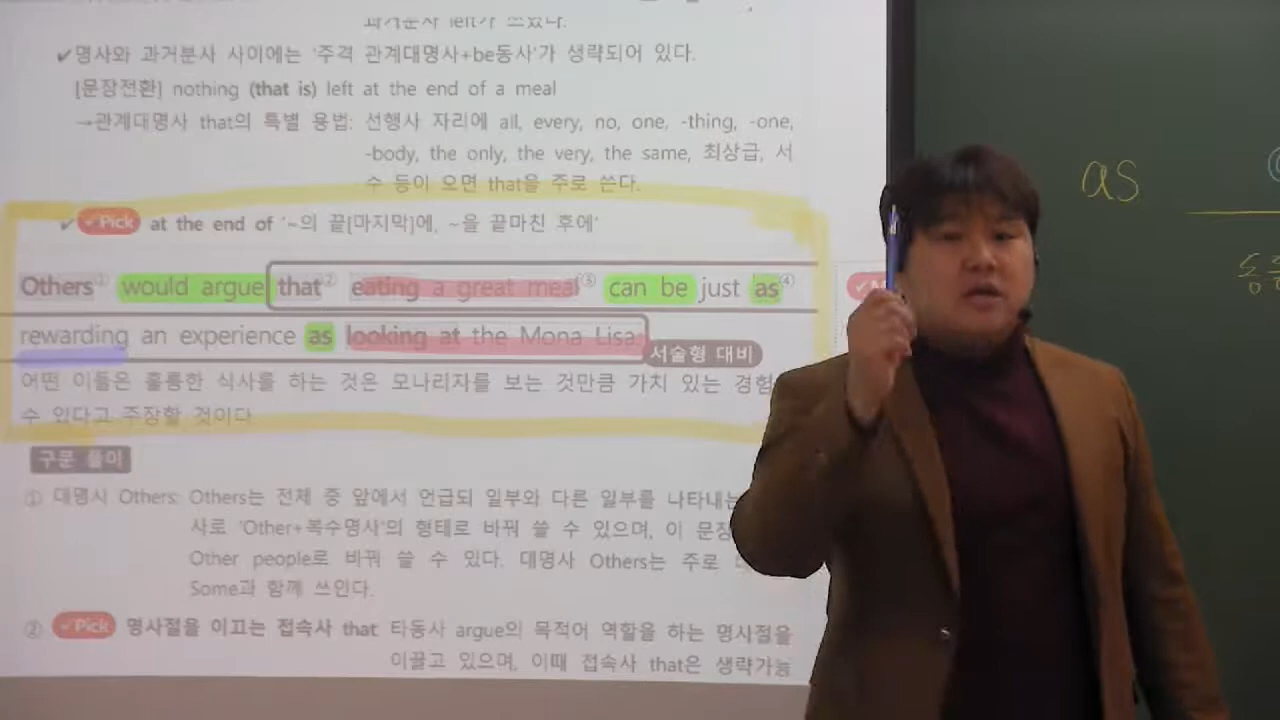 과거분사 left가 쓰였다.
✔명사와 과거분사 사이에는 '주격 관계대명사+be동사'가 생략되어 있다.
[문장전환] nothing (that is) left at the end of a meal
→관계대명사 that의 특별 용법: 선행사 자리에 all, every, no, one, -thing, -one,
-body, the only, the very, the same, 최상급, 서
수 등이 오면 that을 주로 쓴다.
✔ ✔Pick at the end of '~의 끝[마지막]에, ~을 끝마친 후에'
Others① would argue that② eating a great meal③ can be just as④
rewarding an experience as looking at the Mona Lisa.
서술형 대비
어떤 이들은 훌륭한 식사를 하는 것은 모나리자를 보는 것만큼 가치 있는 경험
수 있다고 주장할 것이다.
구문 풀이
① 대명사 Others: Others는 전체 중 앞에서 언급된 일부와 다른 일부를 나타내는
사로 'Other+복수명사'의 형태로 바꿔 쓸 수 있으며, 이 문장
Other people로 바꿔 쓸 수 있다. 대명사 Others는 주로
Some과 함께 쓰인다.
② ✔Pick 명사절을 이끄는 접속사 that 타동사 argue의 목적어 역할을 하는 명사절을
이끌고 있으며, 이때 접속사 that은 생략가능
as